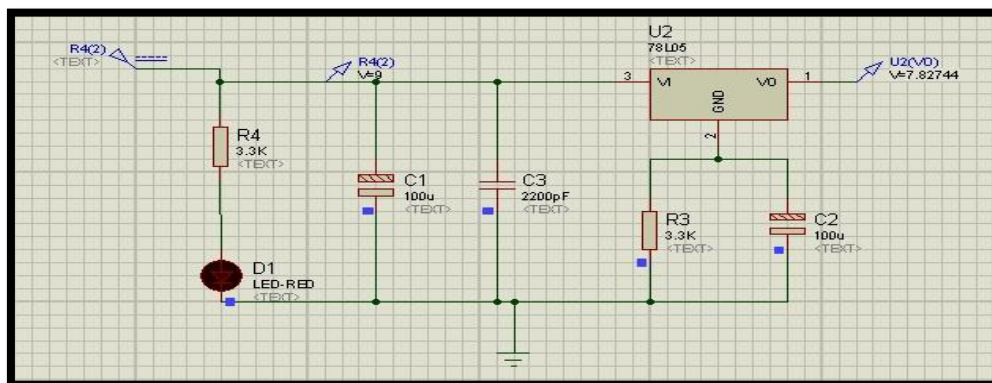 U2
78L05
<TEXT>
R4(2)
<TEXT>
R4(2)
V=9
U2(VO)
V=7.82744
3
VI
VO
1
GND
2
R4
3.3K
<TEXT>
C1
100u
<TEXT>
C3
2200pF
<TEXT>
R3
3.3K
<TEXT>
C2
100u
<TEXT>
D1
LED-RED
<TEXT>